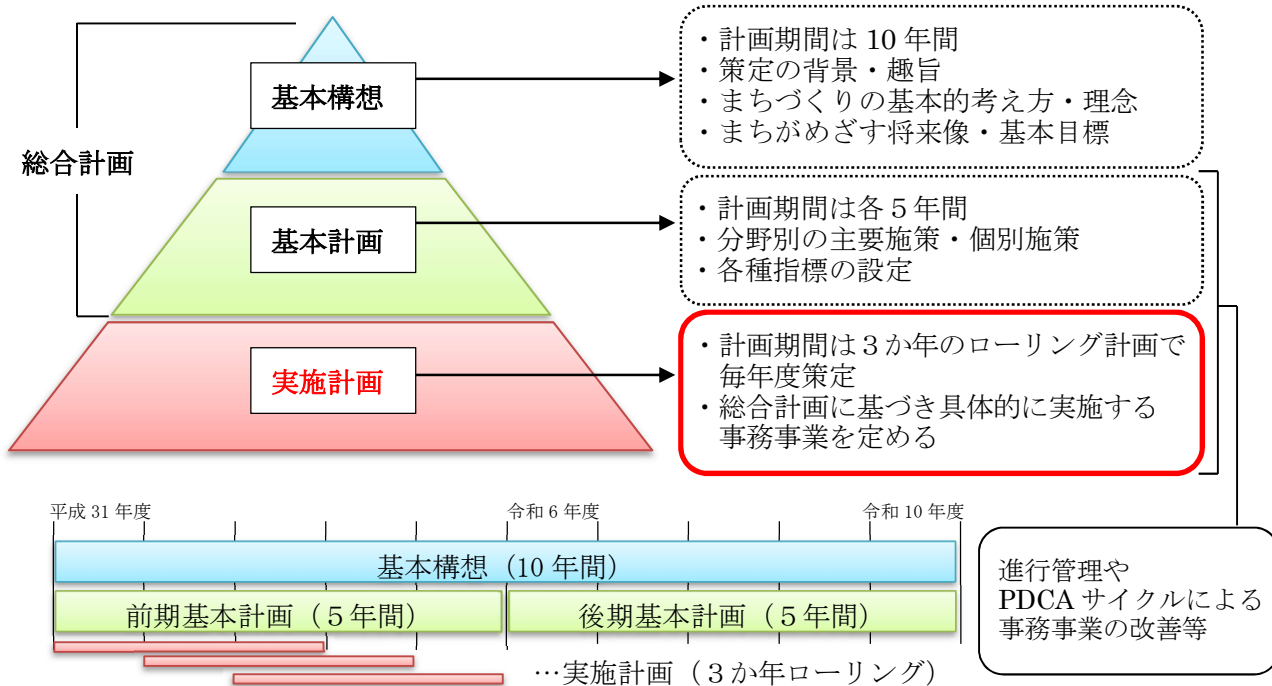 総合計画
基本構想
・計画期間は 10 年間
・策定の背景・趣旨
・まちづくりの基本的考え方・理念
・まちがめざす将来像・基本目標
基本計画
・計画期間は各５年間
・分野別の主要施策・個別施策
・各種指標の設定
実施計画
・計画期間は３か年のローリング計画で
毎年度策定
・総合計画に基づき具体的に実施する
事務事業を定める
平成 31 年度
令和 6 年度
令和 10 年度
基本構想（10 年間）
前期基本計画（５年間）
後期基本計画（５年間）
…実施計画（３か年ローリング）
進行管理や
PDCA サイクルによる
事務事業の改善等